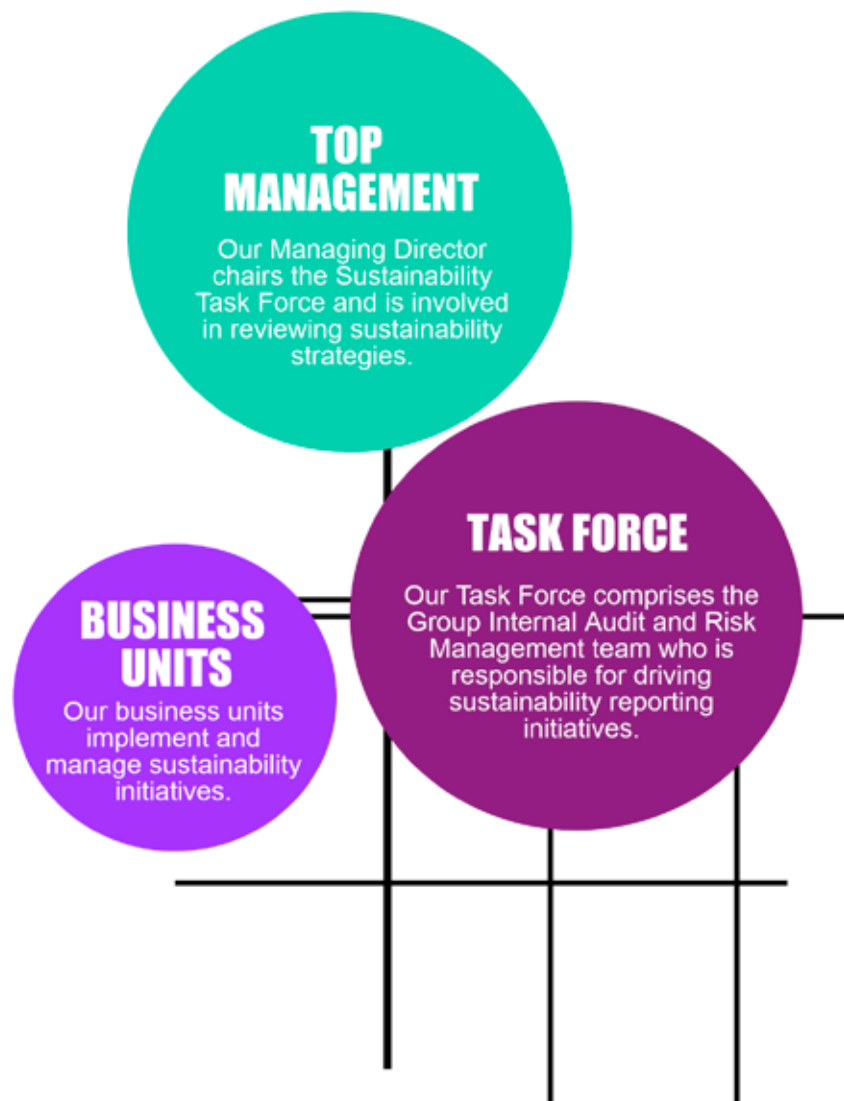 TOP
MANAGEMENT
Our Managing Director
chairs the Sustainability
Task Force and is involved
in reviewing sustainability
strategies.
TASK FORCE
Our Task Force comprises the
Group Internal Audit and Risk
Management team who is
responsible for driving
sustainability reporting
initiatives.
BUSINESS
UNITS
Our business units
implement and
manage sustainability
initiatives.